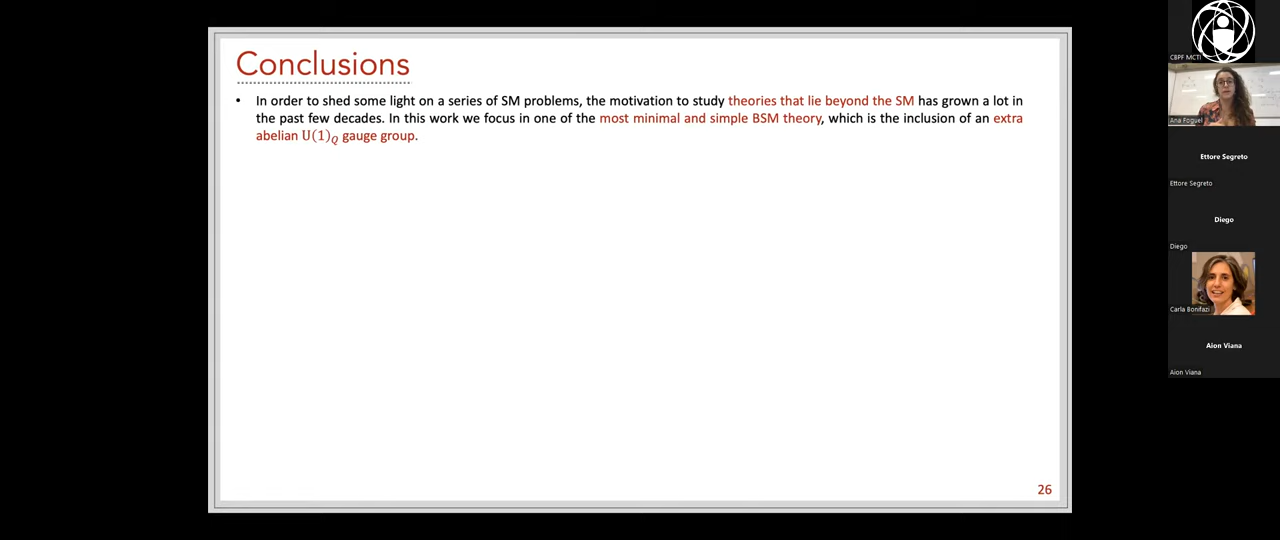 Conclusions
• In order to shed some light on a series of SM problems, the motivation to study theories that lie beyond the SM has grown a lot in
the past few decades. In this work we focus in one of the most minimal and simple BSM theory, which is the inclusion of an extra
abelian U(1)_Q gauge group.
26
CBPF MCTI
Ana Foguel
Ettore Segreto
Ettore Segreto
Diego
Diego
Carla Bonifazi
Aion Viana
Aion Viana